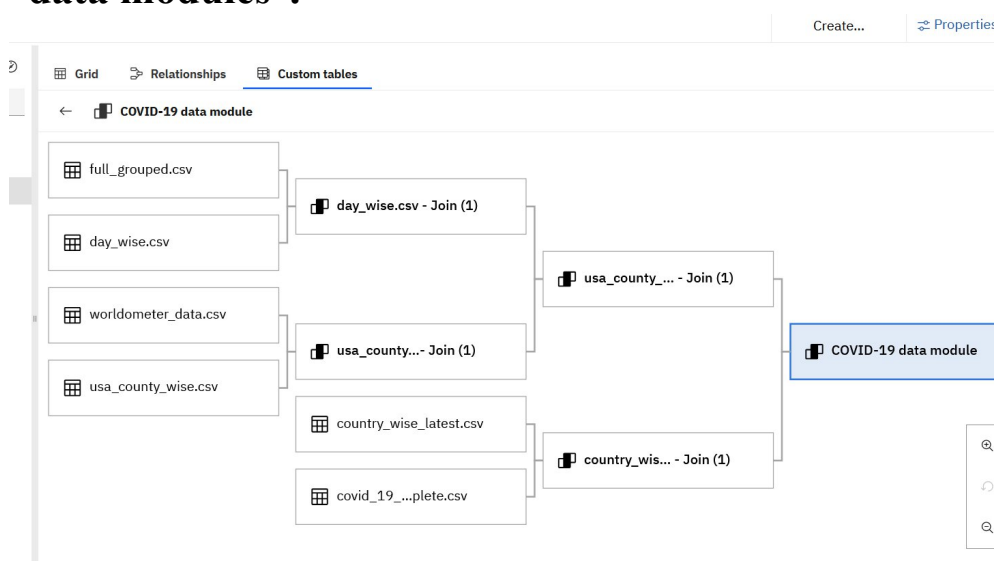 data modules".
Create...
Properties
Grid
Relationships
Custom tables
COVID-19 data module
full_grouped.csv
day_wise.csv - Join (1)
day_wise.csv
usa_county_... - Join (1)
worldometer_data.csv
usa_county...- Join (1)
COVID-19 data module
usa_county_wise.csv
country_wise_latest.csv
country_wis... - Join (1)
covid_19_...plete.csv